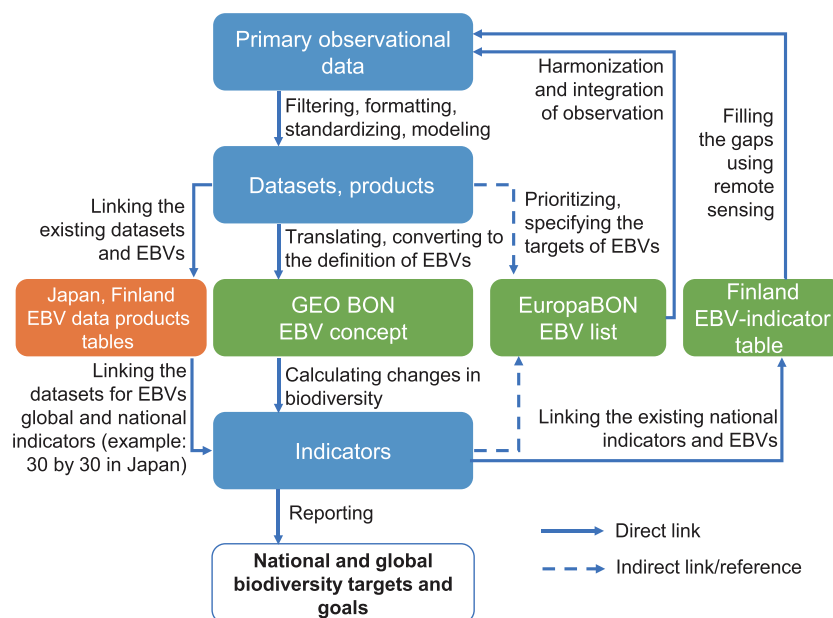 Primary observational
data
Harmonization
and integration
of observation
Filling
the gaps
using
remote
sensing
Filtering, formatting,
standardizing, modeling
Datasets, products
Linking the
existing datasets
and EBVs
Translating, converting to
the definition of EBVs
Prioritizing,
specifying the
targets of EBVs
Japan, Finland
EBV data products
tables
GEO BON
EBV concept
EuropaBON
EBV list
Finland
EBV-indicator
table
Linking the
datasets for EBVs
global and national
indicators (example:
30 by 30 in Japan)
Calculating changes in
biodiversity
Linking the existing national
indicators and EBVs
Indicators
Reporting
National and global
biodiversity targets and
goals
Direct link
Indirect link/reference